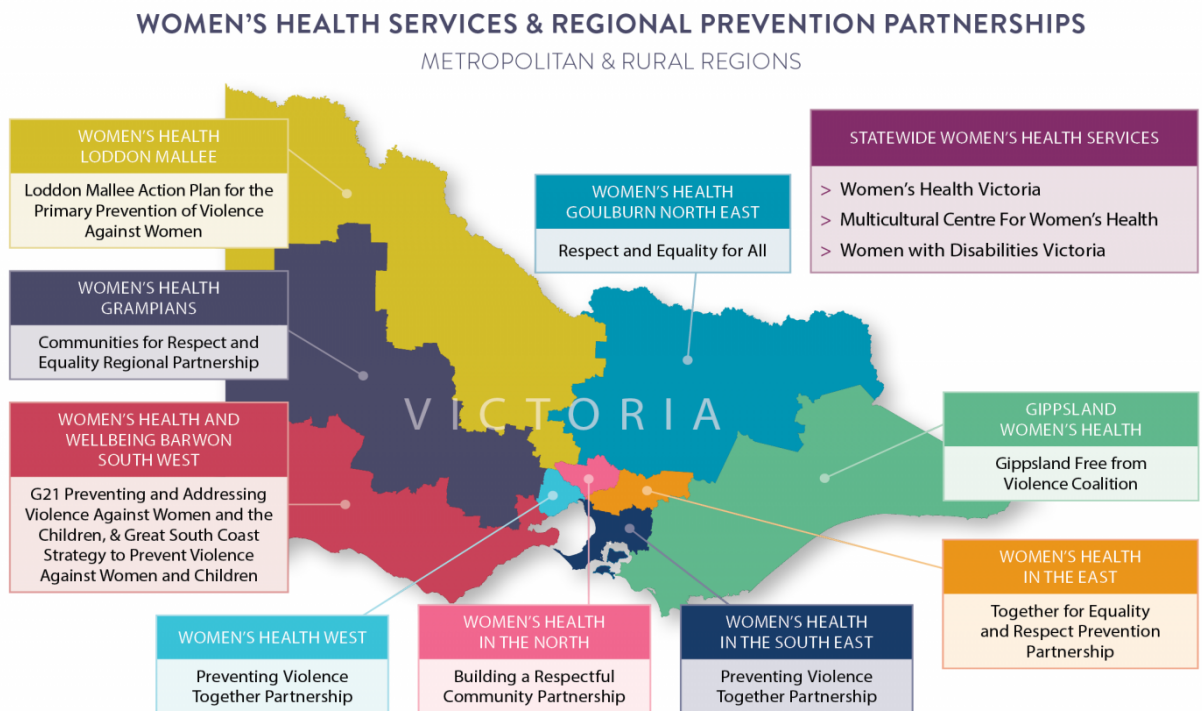 WOMEN'S HEALTH SERVICES & REGIONAL PREVENTION PARTNERSHIPS
METROPOLITAN & RURAL REGIONS
WOMEN'S HEALTH
LODDON MALLEE
Loddon Mallee Action Plan for the
Primary Prevention of Violence
Against Women
WOMEN'S HEALTH
GRAMPIANS
Communities for Respect and
Equality Regional Partnership
WOMEN'S HEALTH AND
WELLBEING BARWON
SOUTH WEST
G21 Preventing and Addressing
Violence Against Women and the
Children, & Great South Coast
Strategy to Prevent Violence
Against Women and Children
WOMEN'S HEALTH
GOULBURN NORTH EAST
Respect and Equality for All
STATEWIDE WOMEN'S HEALTH SERVICES
> Women's Health Victoria
> Multicultural Centre For Women's Health
> Women with Disabilities Victoria
VICTORIA
GIPPSLAND
WOMEN'S HEALTH
Gippsland Free from
Violence Coalition
WOMEN'S HEALTH
IN THE EAST
Together for Equality
and Respect Prevention
Partnership
WOMEN'S HEALTH WEST
Preventing Violence
Together Partnership
WOMEN'S HEALTH
IN THE NORTH
Building a Respectful
Community Partnership
WOMEN'S HEALTH
IN THE SOUTH EAST
Preventing Violence
Together Partnership